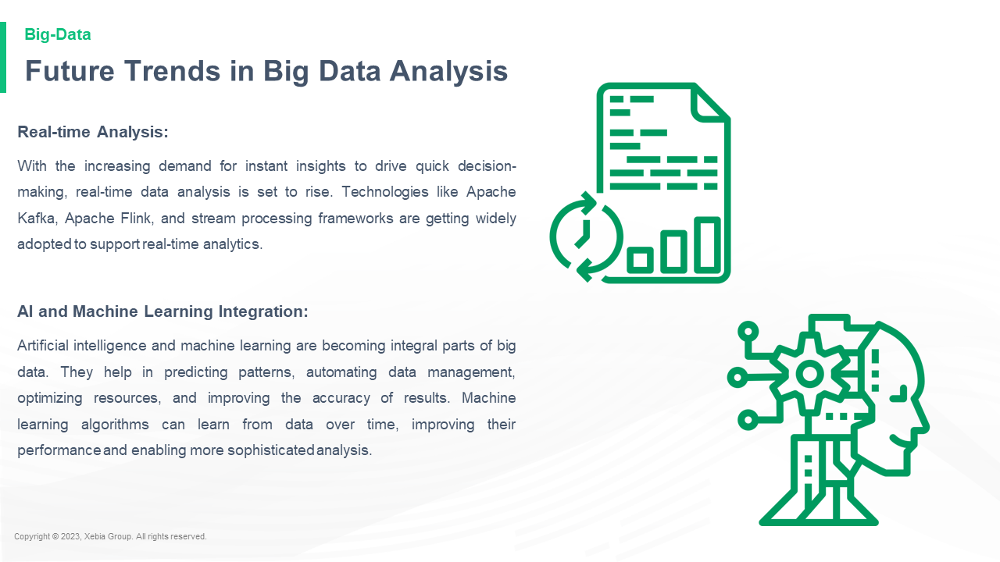 Big-Data
Future Trends in Big Data Analysis
Real-time Analysis:
With the increasing demand for instant insights to drive quick decision-
making, real-time data analysis is set to rise. Technologies like Apache
Kafka, Apache Flink, and stream processing frameworks are getting widely
adopted to support real-time analytics.
AI and Machine Learning Integration:
Artificial intelligence and machine learning are becoming integral parts of big
data. They help in predicting patterns, automating data management,
optimizing resources, and improving the accuracy of results. Machine
learning algorithms can learn from data over time, improving their
performance and enabling more sophisticated analysis.
Copyright © 2023, Xebia Group. All rights reserved.